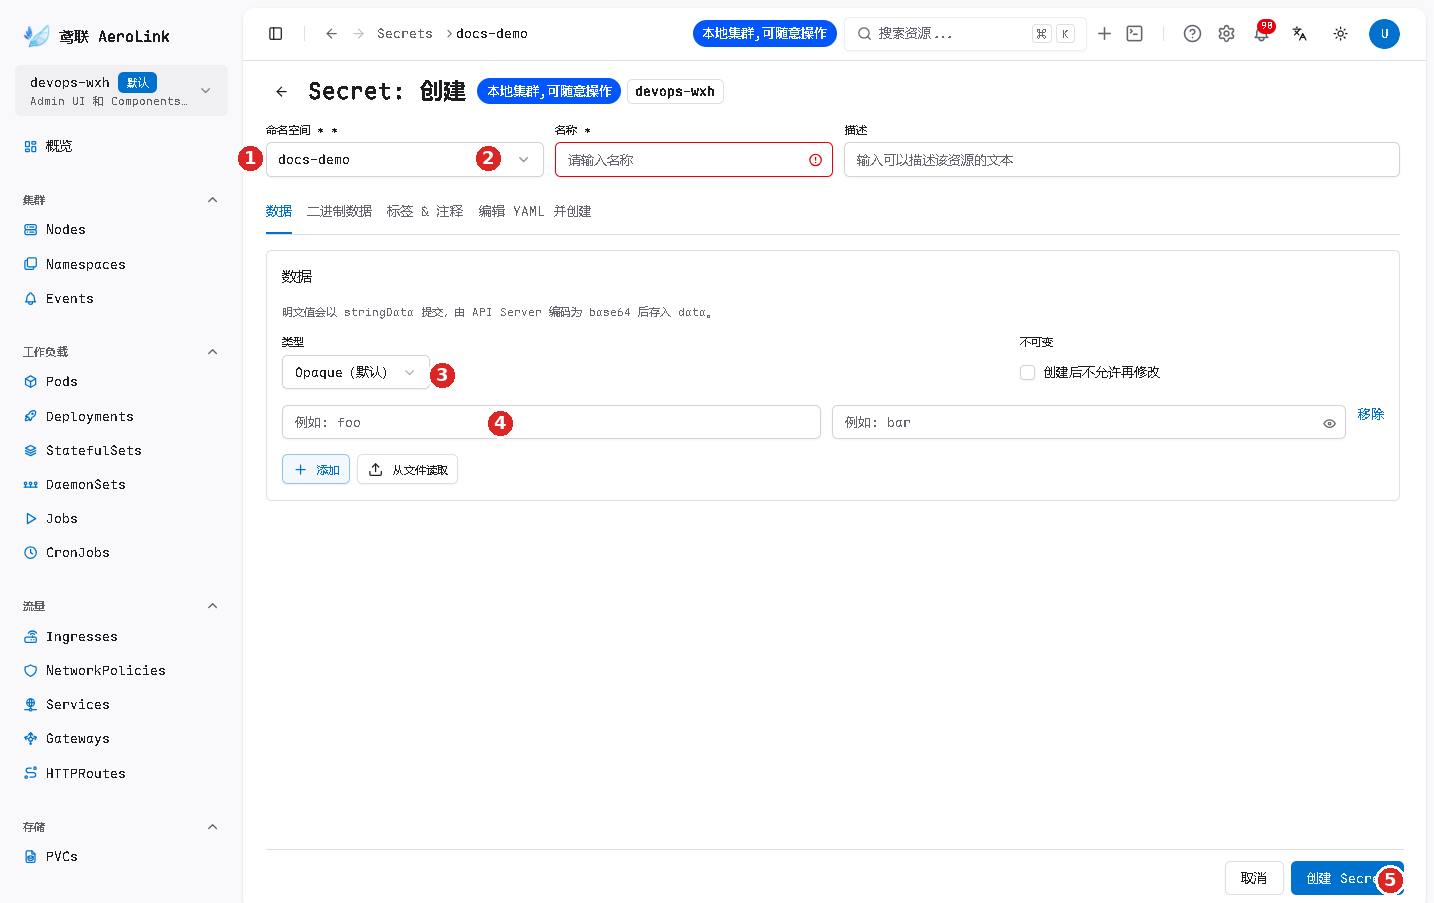 鸢联 AeroLink
devops-wxh 默认
Admin UI 和 Components…
概览
集群
Nodes
Namespaces
Events
工作负载
Pods
Deployments
StatefulSets
DaemonSets
Jobs
CronJobs
流量
Ingresses
NetworkPolicies
Services
Gateways
HTTPRoutes
存储
PVCs
Secrets docs-demo
本地集群,可随意操作
搜索资源... ⌘ K
98
U
Secret: 创建 本地集群,可随意操作 devops-wxh
命名空间 * * 名称 * 描述
1 docs-demo 2 请输入名称 输入可以描述该资源的文本
数据 二进制数据 标签 & 注释 编辑 YAML 并创建
数据
明文值会以 stringData 提交, 由 API Server 编码为 base64 后存入 data。
类型 不可变
Opaque (默认) 3 创建后不允许再修改
例如: foo 4 例如: bar 移除
添加 从文件读取
取消 创建 Secre 5